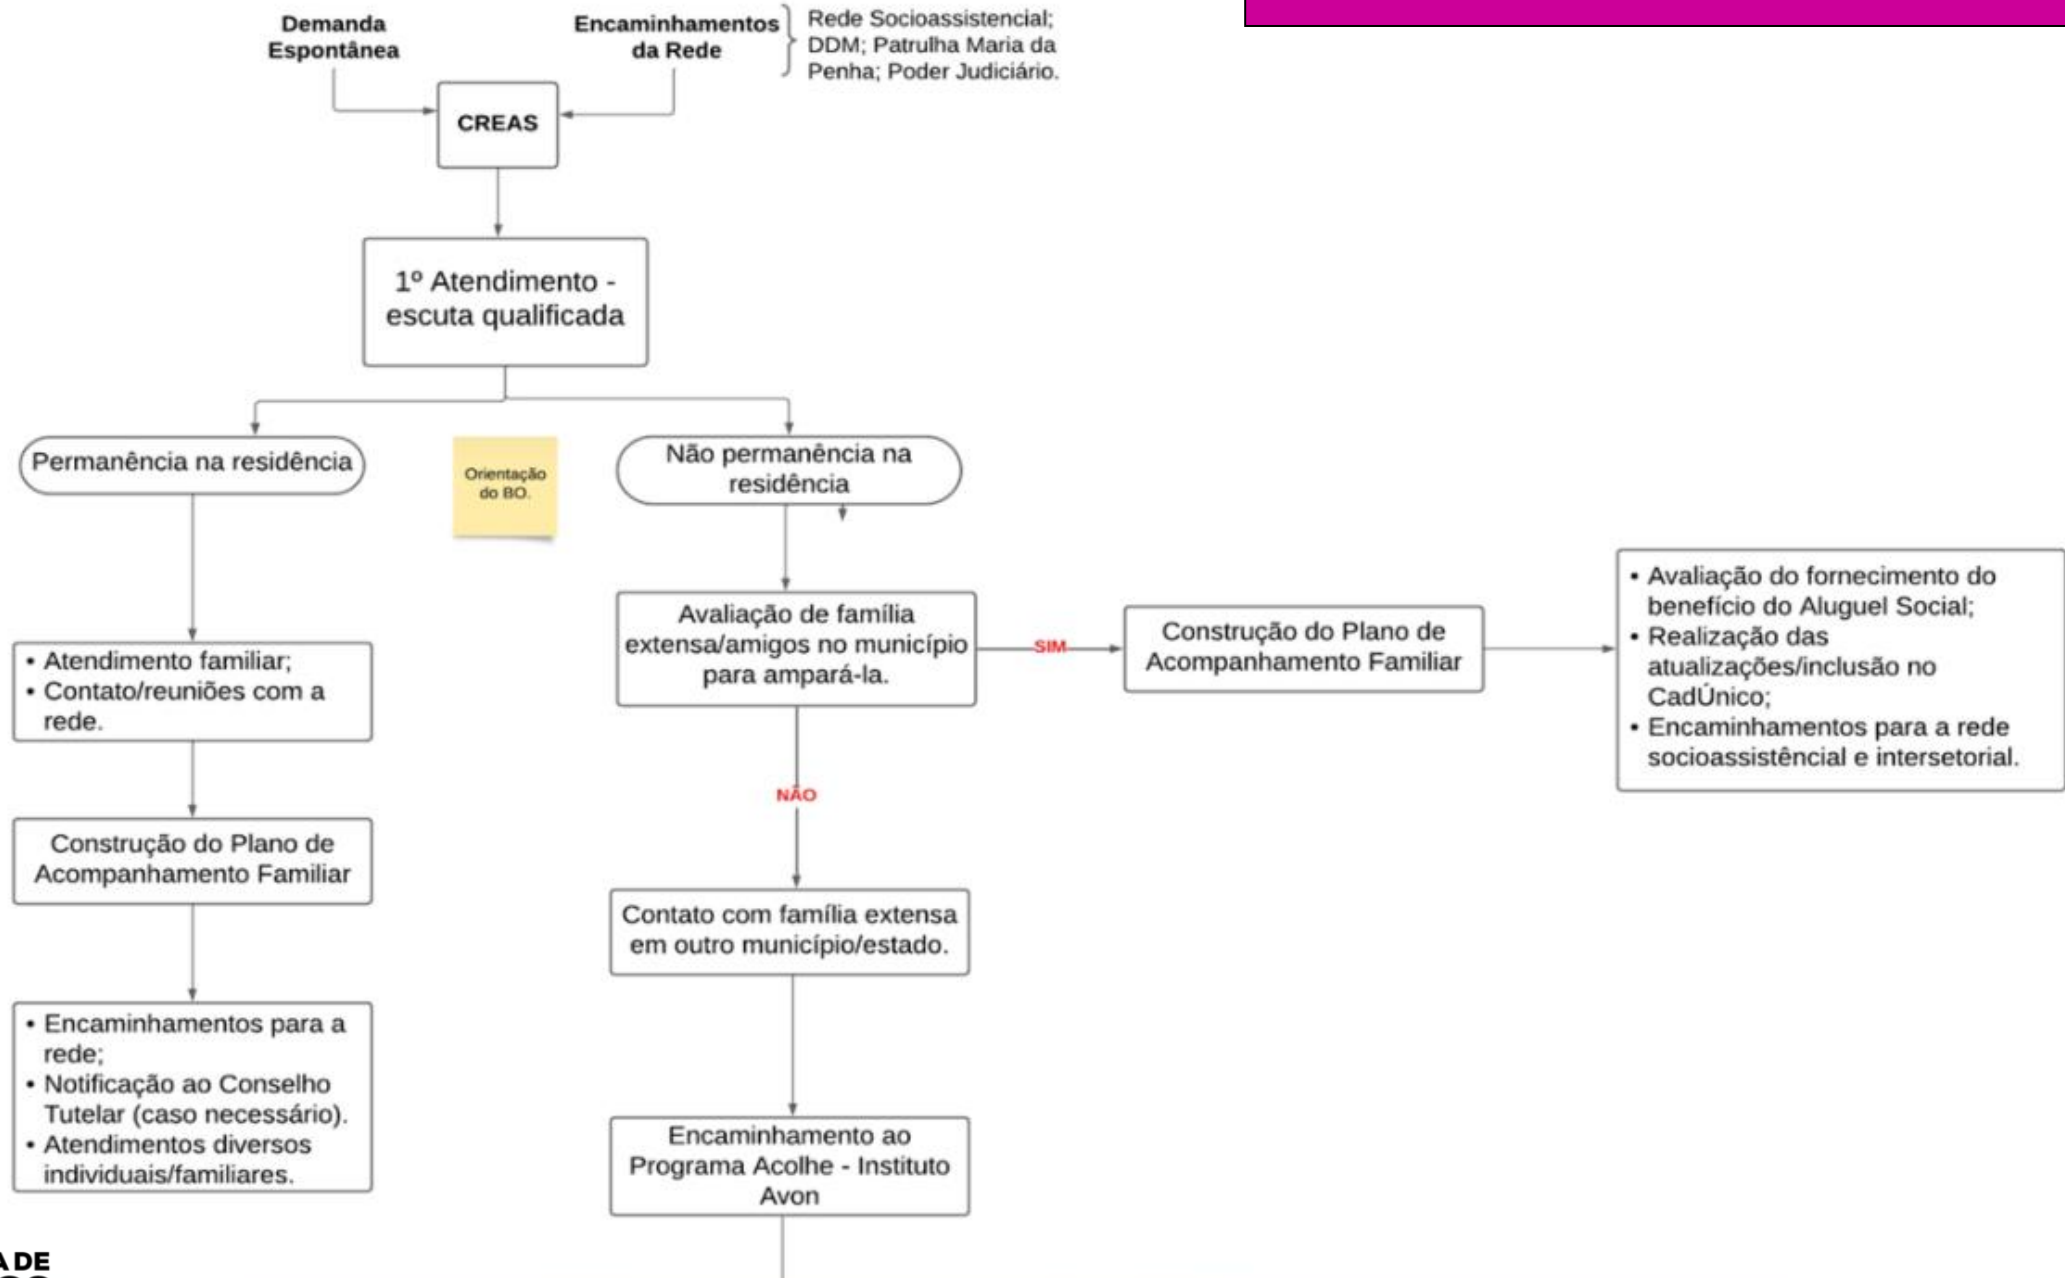 Demanda
Espontânea
Encaminhamentos
da Rede
Rede Socioassistencial;
DDM; Patrulha Maria da
Penha; Poder Judiciário.
CREAS
1º Atendimento -
escuta qualificada
Permanência na residência
Orientação
do BO.
Não permanência na
residência
• Atendimento familiar;
• Contato/reuniões com a
rede.
Avaliação de família
extensa/amigos no município
para ampará-la.
SIM
Construção do Plano de
Acompanhamento Familiar
• Avaliação do fornecimento do
benefício do Aluguel Social;
• Realização das
atualizações/inclusão no
CadÚnico;
• Encaminhamentos para a rede
socioassistêncial e intersetorial.
NÃO
Construção do Plano de
Acompanhamento Familiar
Contato com família extensa
em outro município/estado.
• Encaminhamentos para a
rede;
• Notificação ao Conselho
Tutelar (caso necessário).
• Atendimentos diversos
individuais/familiares.
Encaminhamento ao
Programa Acolhe - Instituto
Avon
A DE